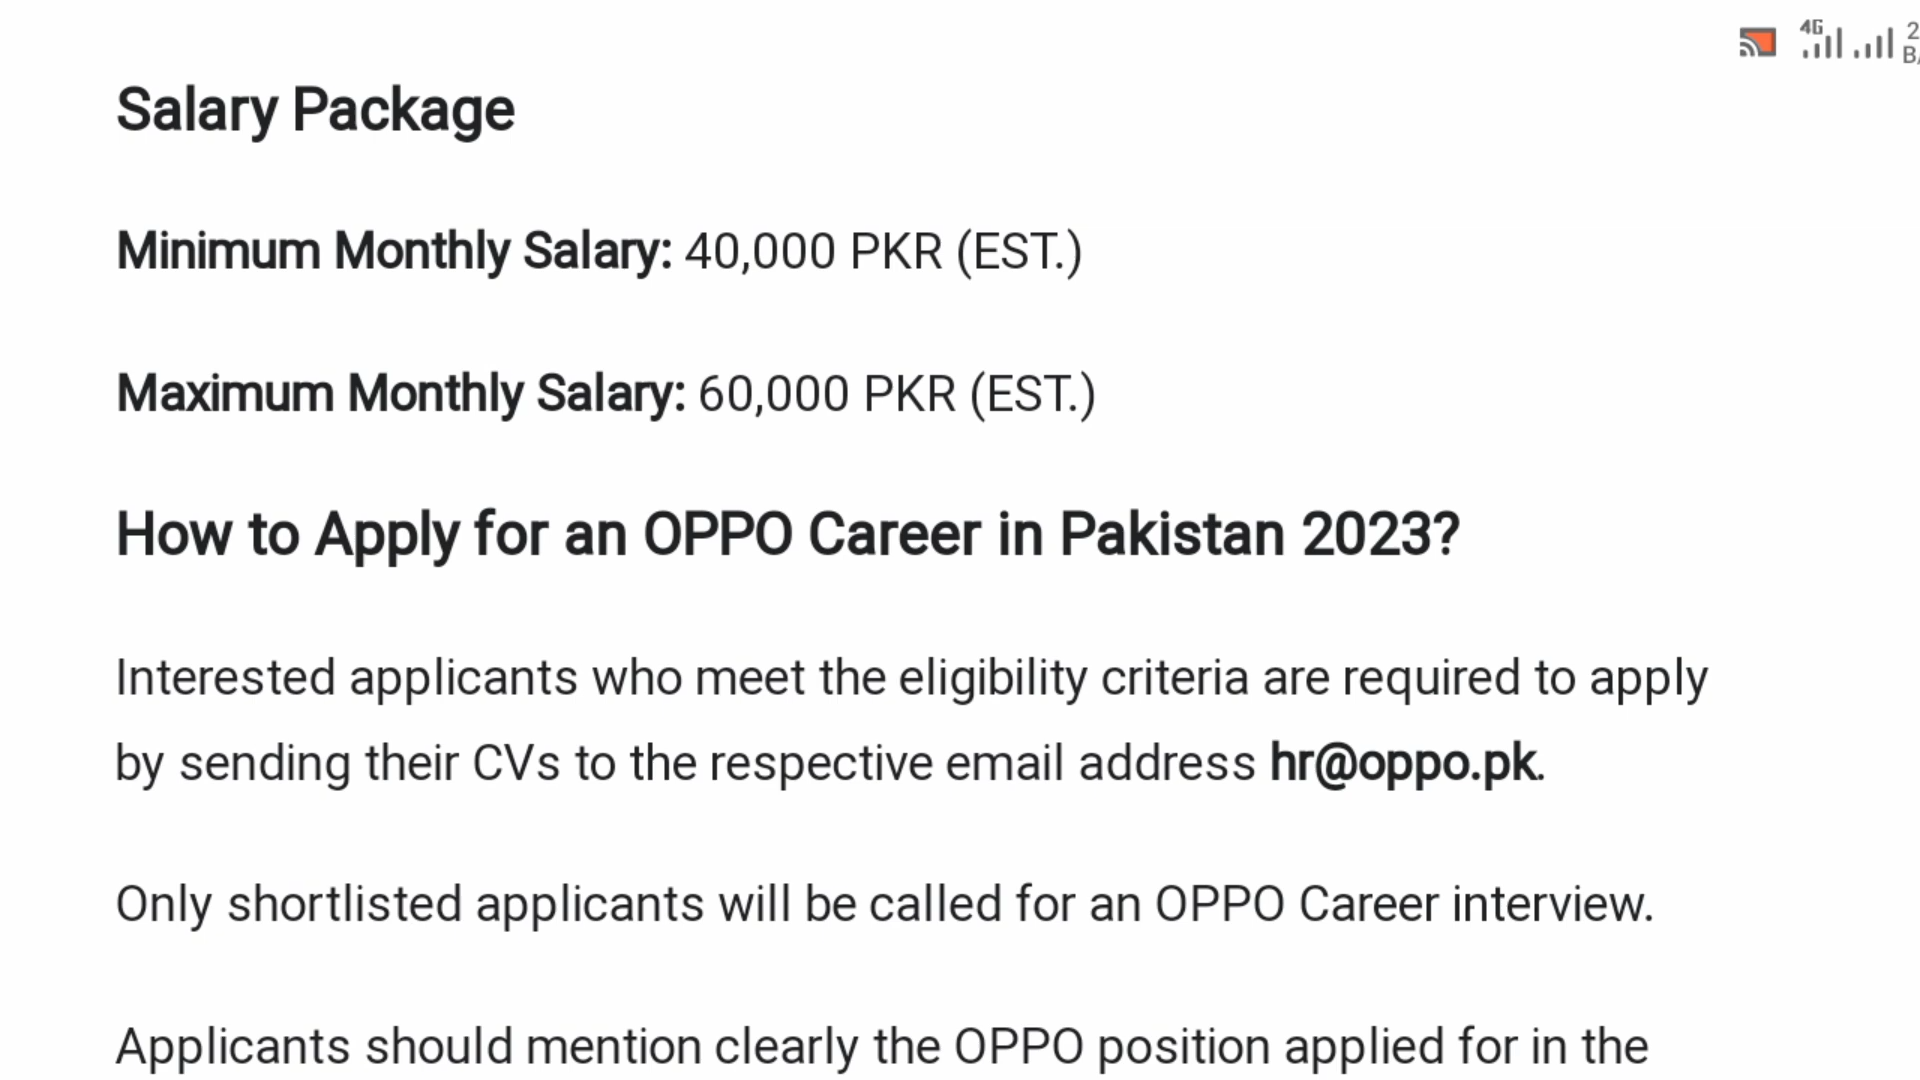 4G
Salary Package
Minimum Monthly Salary: 40,000 PKR (EST.)
Maximum Monthly Salary: 60,000 PKR (EST.)
How to Apply for an OPPO Career in Pakistan 2023?
Interested applicants who meet the eligibility criteria are required to apply
by sending their CVs to the respective email address hr@oppo.pk.
Only shortlisted applicants will be called for an OPPO Career interview.
Applicants should mention clearly the OPPO position applied for in the